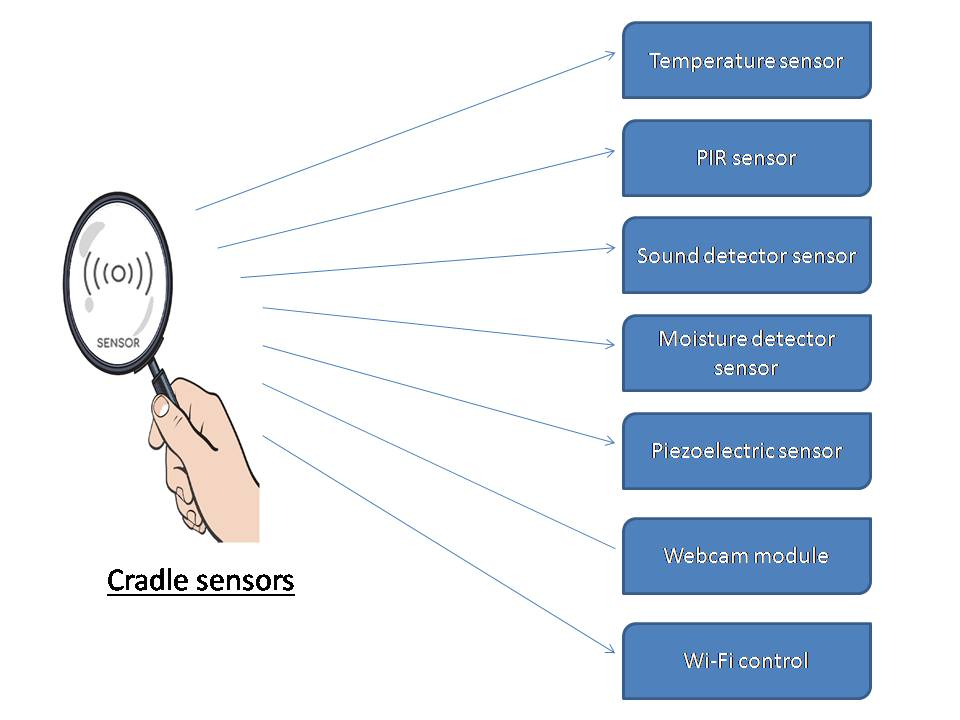 Temperature sensor
PIR sensor
Sound detector sensor
SENSOR
Moisture detector
sensor
Piezoelectric sensor
Webcam module
Cradle sensors
Wi-Fi control